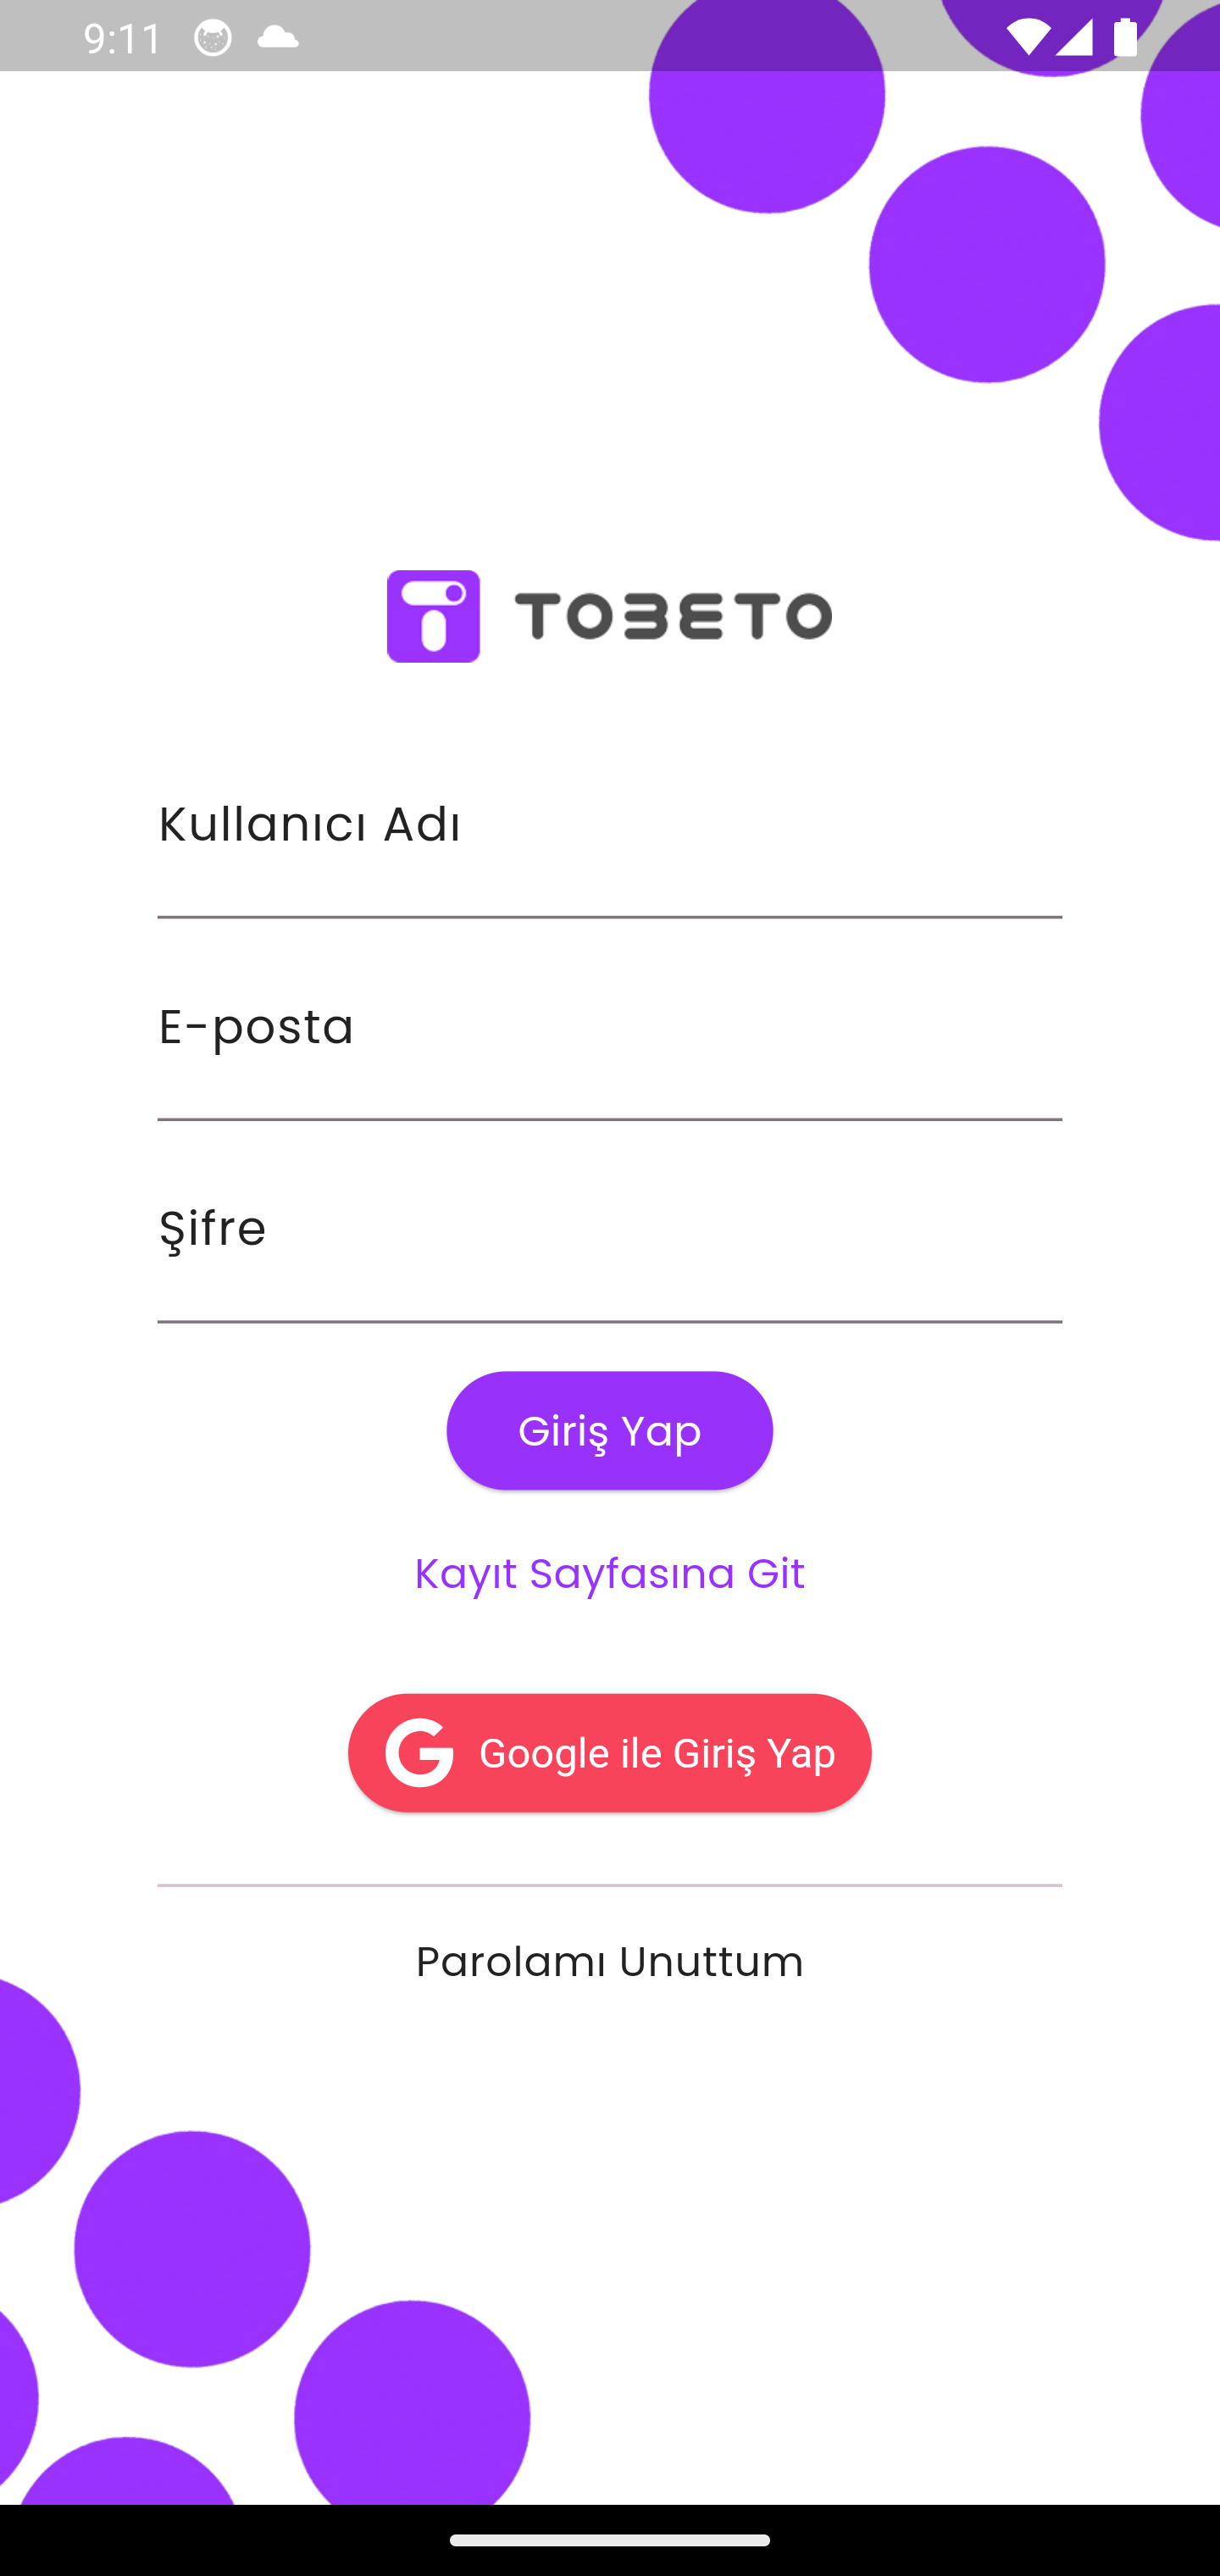 9:11
TOBETO
Kullanıcı Adı
E-posta
Şifre
Giriş Yap
Kayıt Sayfasına Git
Google ile Giriş Yap
Parolamı Unuttum